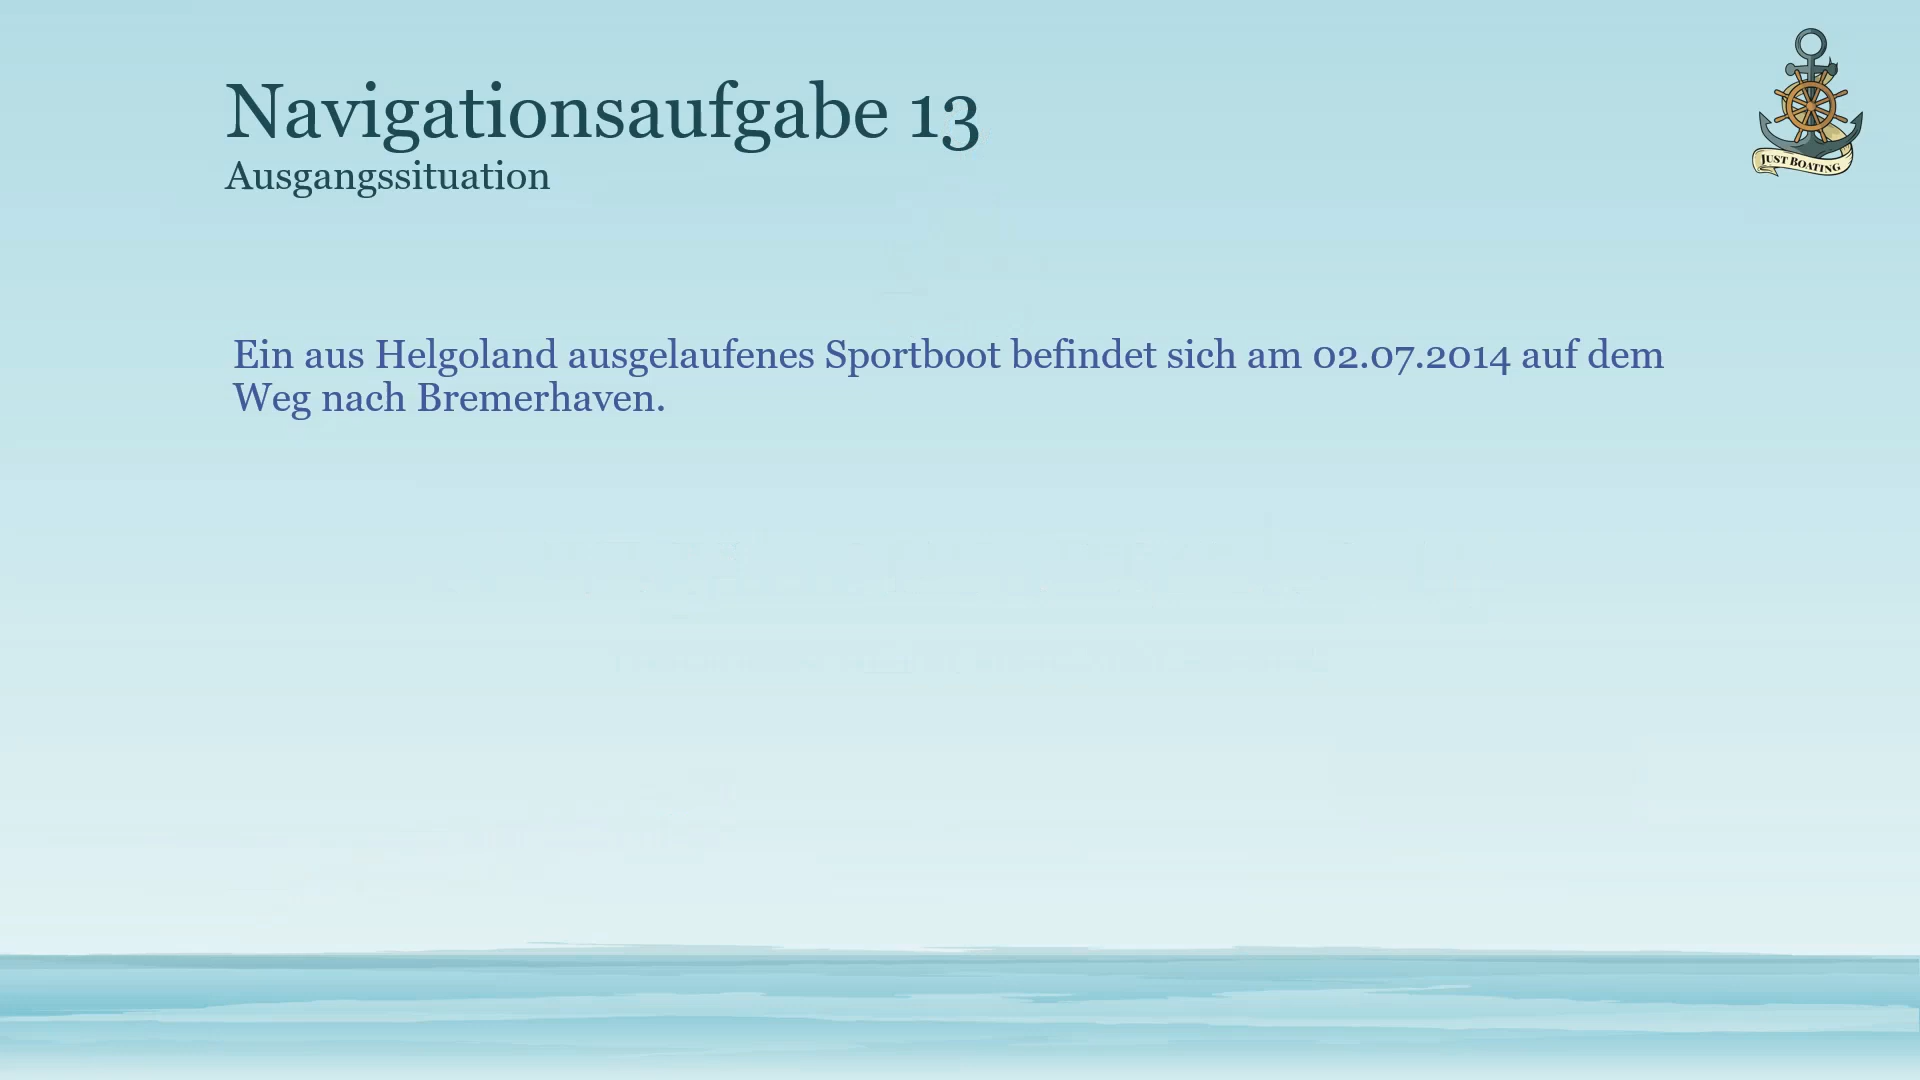 Navigationsaufgabe 13
Ausgangssituation
JUST BOATING
Ein aus Helgoland ausgelaufenes Sportboot befindet sich am 02.07.2014 auf dem
Weg nach Bremerhaven.